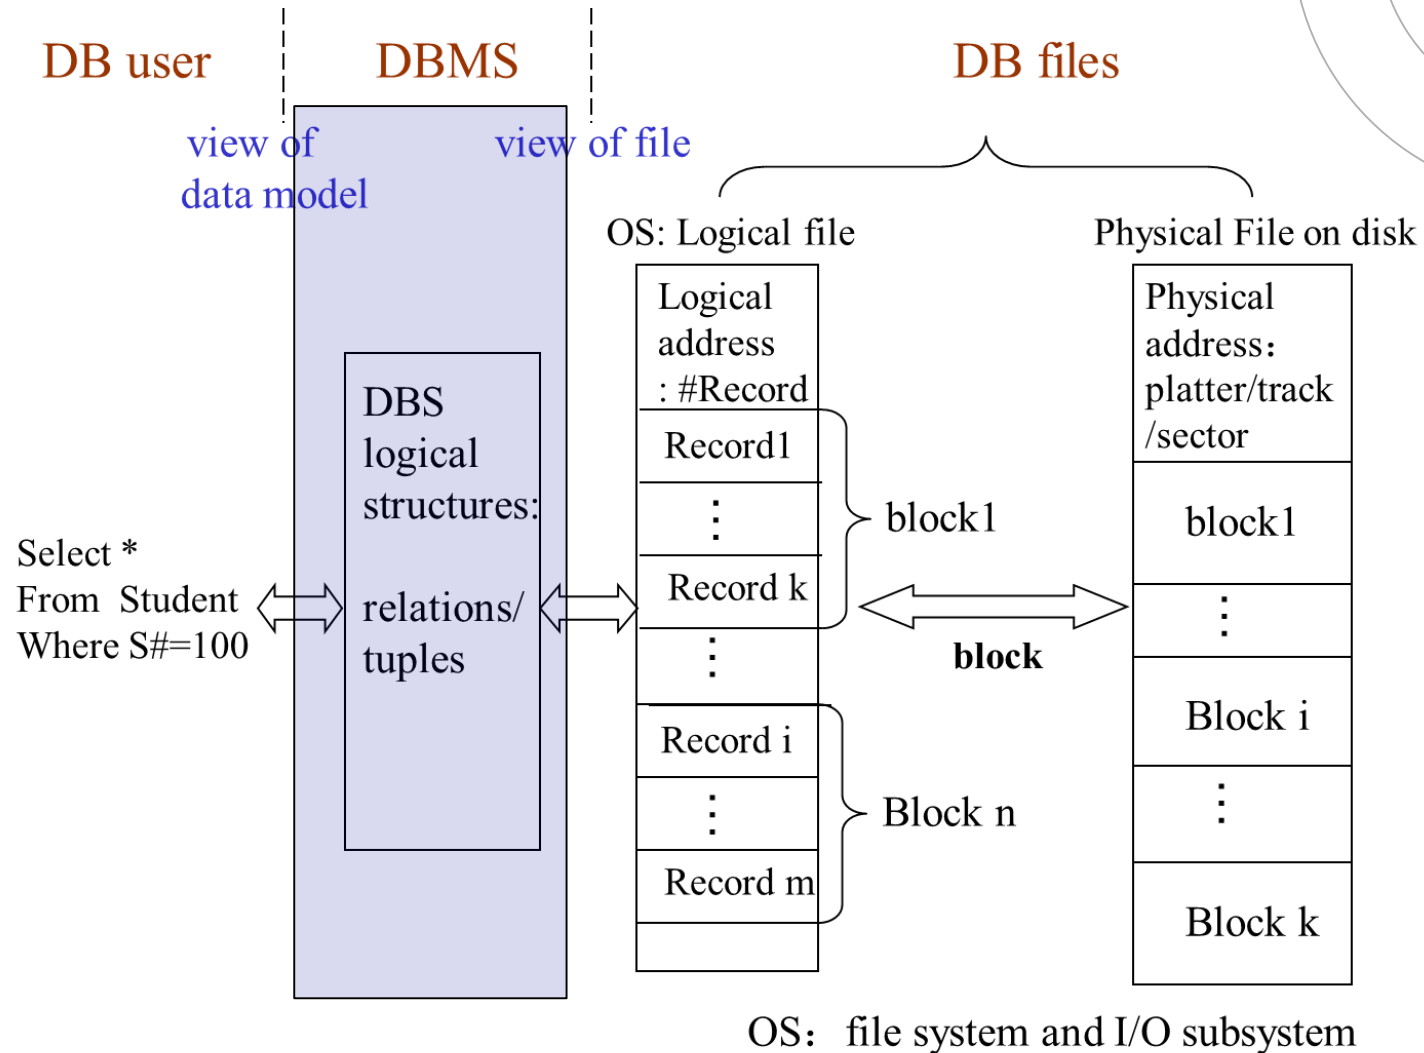 DB user
DBMS
DB files
view of
data model
view of file
OS: Logical file
Physical File on disk
Select *
From Student
Where S#=100
DBS
logical
structures:
relations/
tuples
Logical
address
: #Record
Record1
⋮
Record k
⋮
Record i
⋮
Record m
block1
Block n
block
Physical
address：
platter/track
/sector
block1
⋮
Block i
⋮
Block k
OS： file system and I/O subsystem